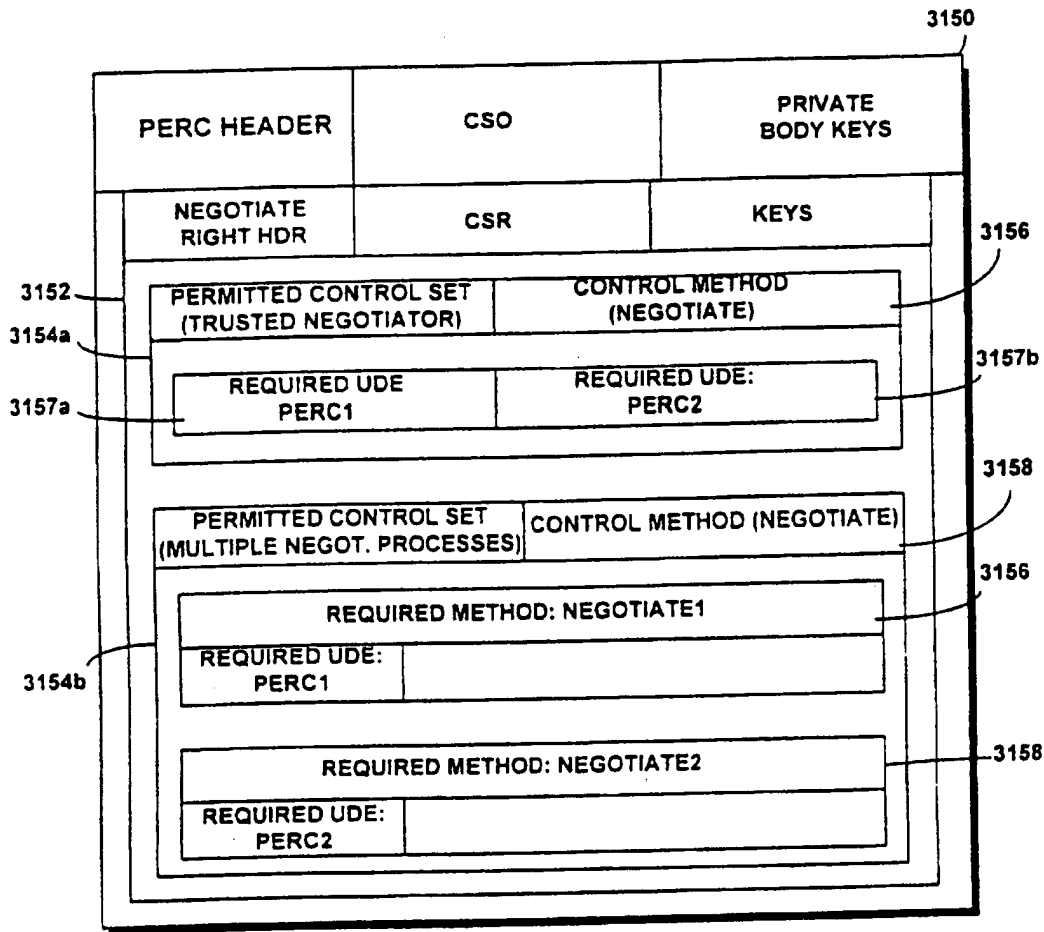 3150
PERC HEADER
CSO
PRIVATE
BODY KEYS
NEGOTIATE
RIGHT HDR
CSR
KEYS
3156
3152
PERMITTED CONTROL SET
(TRUSTED NEGOTIATOR)
CONTROL METHOD
(NEGOTIATE)
3154a
3157a
REQUIRED UDE
PERC1
REQUIRED UDE:
PERC2
3157b
3158
PERMITTED CONTROL SET
(MULTIPLE NEGOT. PROCESSES)
CONTROL METHOD (NEGOTIATE)
3156
REQUIRED METHOD: NEGOTIATE1
REQUIRED UDE:
PERC1
3154b
REQUIRED METHOD: NEGOTIATE2
3158
REQUIRED UDE:
PERC2